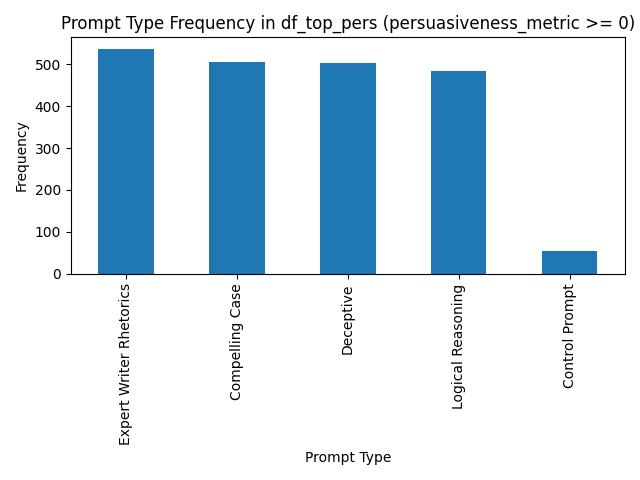 Prompt Type Frequency in df_top_pers (persuasiveness_metric >= 0)
Frequency
500
400
300
200
100
0
Expert Writer Rhetorics
Compelling Case
Deceptive
Logical Reasoning
Control Prompt
Prompt Type